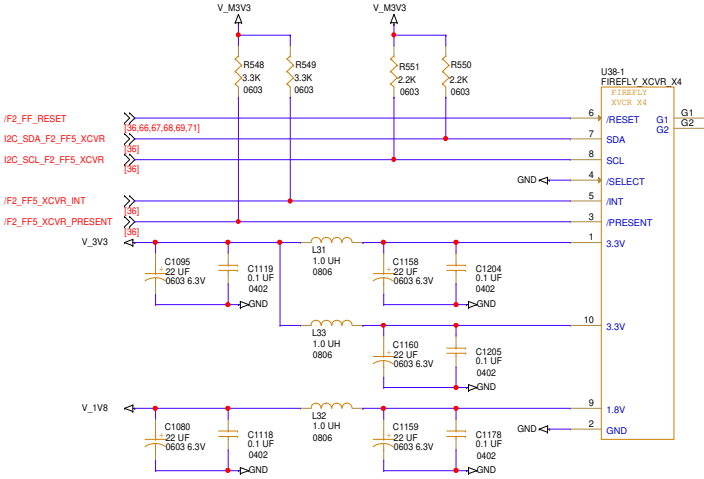 V_M3V3
V_M3V3
R548
3.3K
0603
R549
3.3K
0603
R551
2.2K
0603
R550
2.2K
0603
U38-1
FIREFLY_XCVR_X4
FIREFLY
XVCR X4
/F2_FF_RESET
[36,66,67,68,69,71]
6
/RESET
G1
G1
G2
G2
I2C_SDA_F2_FF5_XCVR
[36]
7
SDA
I2C_SCL_F2_FF5_XCVR
[36]
8
SCL
GND
4
/SELECT
/F2_FF5_XCVR_INT
[36]
5
/INT
/F2_FF5_XCVR_PRESENT
[36]
3
/PRESENT
V_3V3
1
3.3V
L31
1.0 UH
0806
C1095
22 UF
0603 6.3V
C1119
0.1 UF
0402
GND
C1158
22 UF
0603 6.3V
C1204
0.1 UF
0402
GND
10
3.3V
L33
1.0 UH
0806
C1160
22 UF
0603 6.3V
C1205
0.1 UF
0402
GND
V_1V8
9
1.8V
L32
1.0 UH
0806
GND
2
GND
C1080
22 UF
0603 6.3V
C1118
0.1 UF
0402
GND
C1159
22 UF
0603 6.3V
C1178
0.1 UF
0402
GND